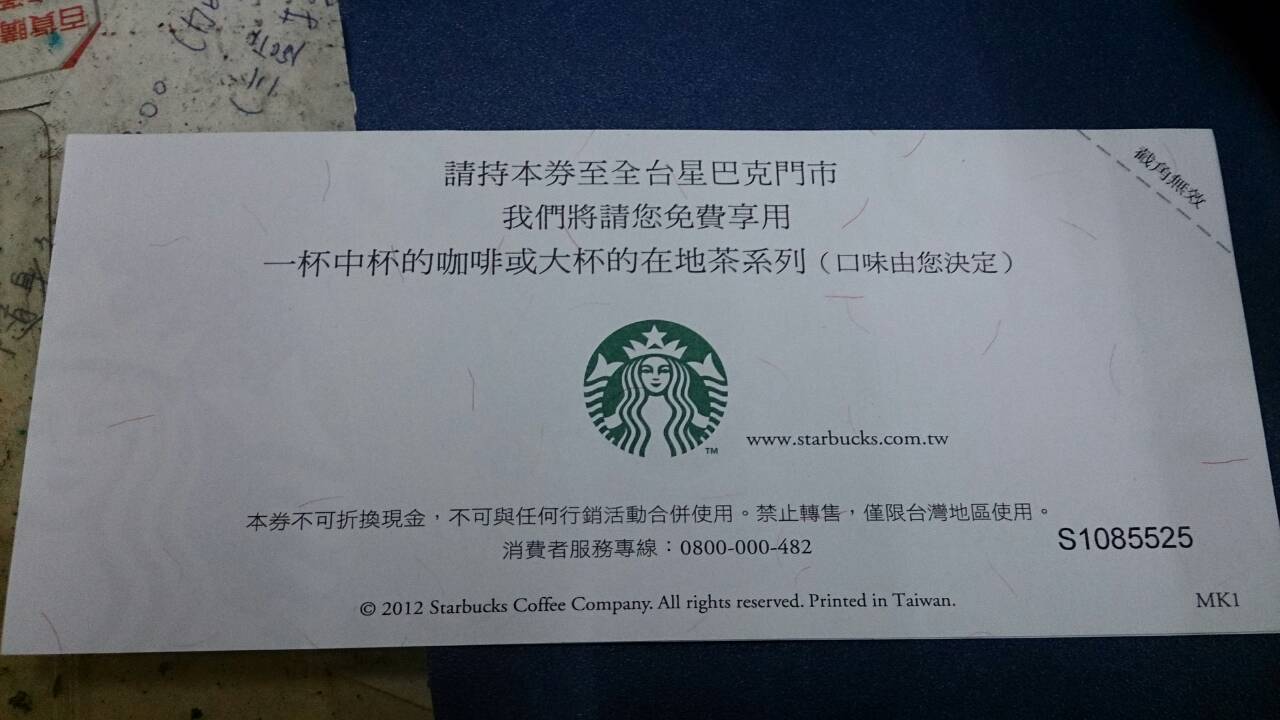 百貨購
請持本券至全台星巴克門市
截角無效
我們將請您免費享用
一杯中杯的咖啡或大杯的在地茶系列（口味由您決定）
TM
www.starbucks.com.tw
本券不可折換現金，不可與任何行銷活動合併使用。禁止轉售，僅限台灣地區使用。
S1085525
消費者服務專線：0800-000-482
© 2012 Starbucks Coffee Company. All rights reserved. Printed in Taiwan.
MK1